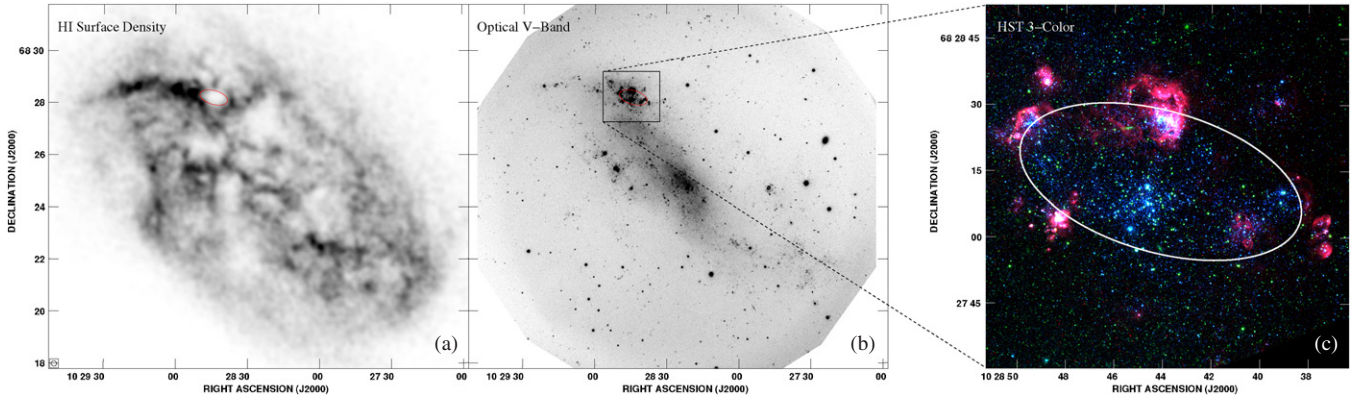 HI Surface Density
68 30
28
26
24
22
20
18
DECLINATION (J2000)
(a)
10 29 30
00
28 30
00
27 30
00
RIGHT ASCENSION (J2000)
Optical V-Band
(b)
00
28 30
00
27 30
00
RIGHT ASCENSION (J2000)
HST 3-Color
68 28 45
30
15
00
27 45
DECLINATION (J2000)
(c)
10 28 50
48
46
44
42
40
38
RIGHT ASCENSION (J2000)